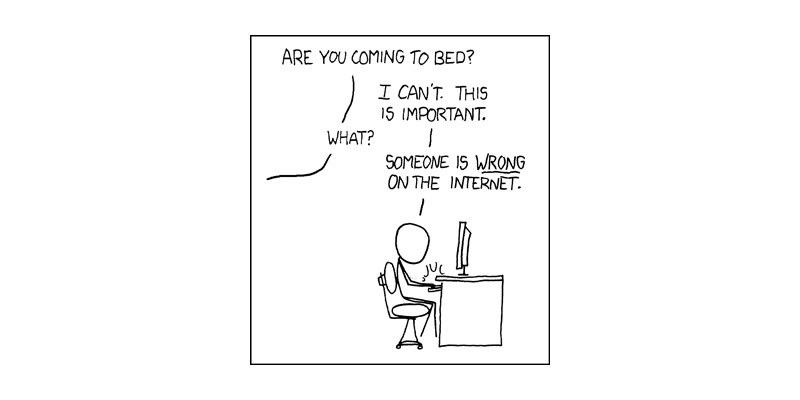 ARE YOU COMING TO BED?
I CAN'T. THIS
IS IMPORTANT.
WHAT?
SOMEONE IS WRONG
ON THE INTERNET.